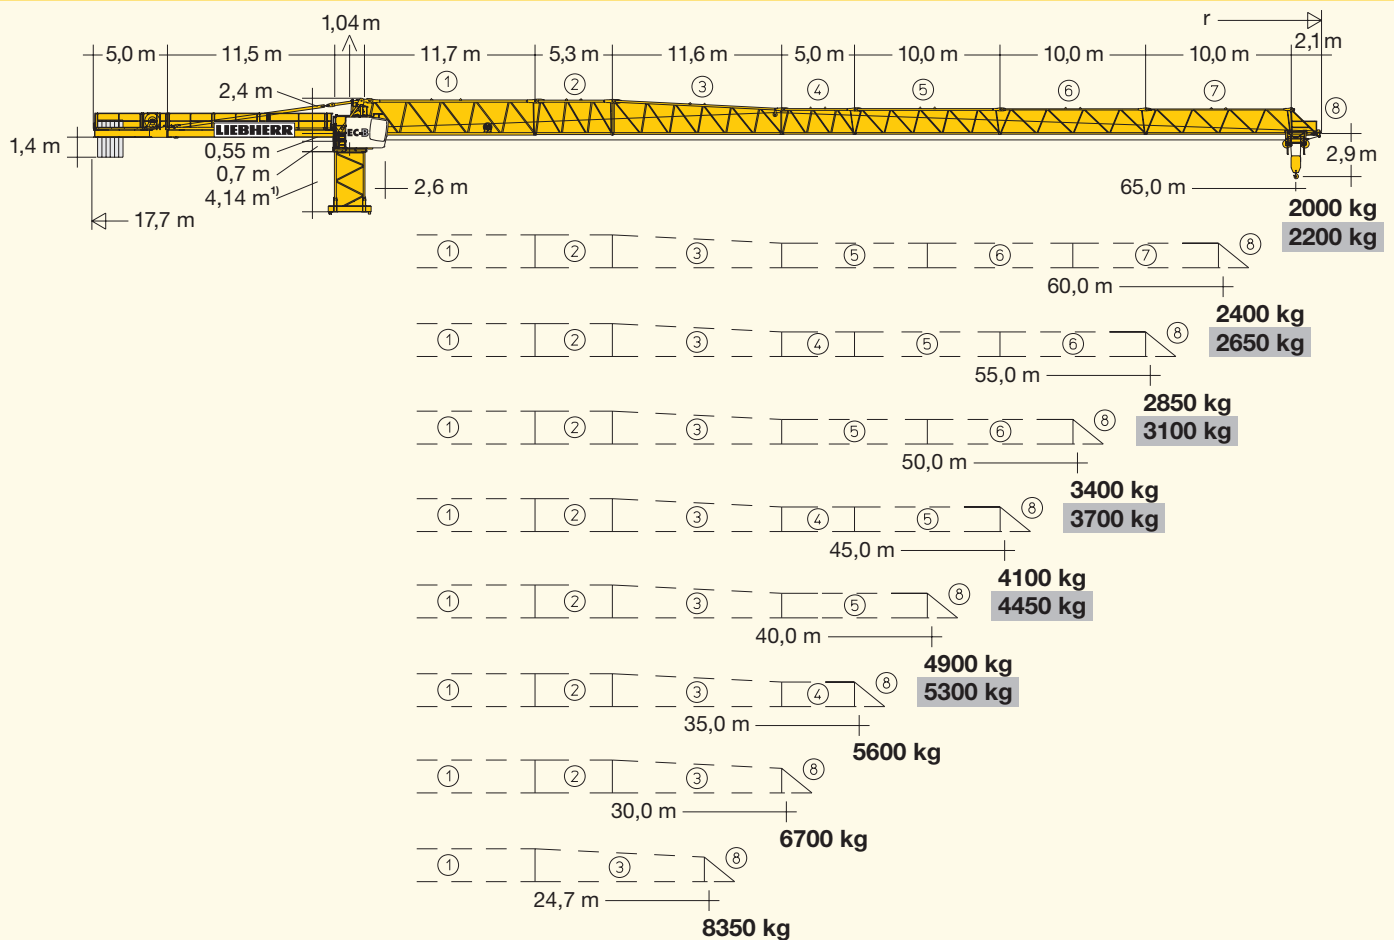 1,04 m
r
5,0 m 11,5 m 11,7 m 5,3 m 11,6 m 5,0 m 10,0 m 10,0 m 10,0 m 2,1 m
1 2 3 4 5 6 7 8
2,4 m
LIEBHERR EC-B
1,4 m
0,55 m
0,7 m
4,14 m¹⁾
2,6 m
2,9 m
17,7 m
65,0 m
2000 kg
2200 kg
1 2 3 5 6 7 8
60,0 m
2400 kg
2650 kg
1 2 3 4 5 6 8
55,0 m
2850 kg
3100 kg
1 2 3 5 6 8
50,0 m
3400 kg
3700 kg
1 2 3 4 5 8
45,0 m
4100 kg
4450 kg
1 2 3 5 8
40,0 m
4900 kg
5300 kg
1 2 3 4 8
35,0 m
5600 kg
1 2 3 8
30,0 m
6700 kg
1 3 8
24,7 m
8350 kg